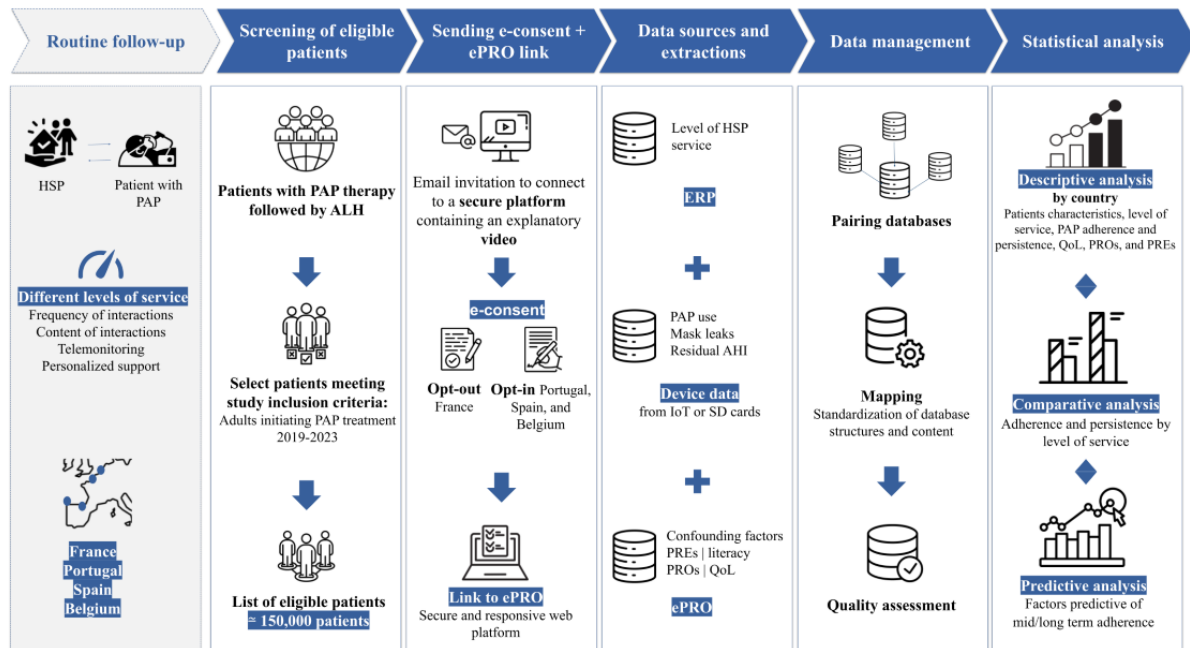 Routine follow-up
Screening of eligible
patients
Sending e-consent +
ePRO link
Data sources and
extractions
Data management
Statistical analysis
HSP
Patient with
PAP
Different levels of service
Frequency of interactions
Content of interactions
Telemonitoring
Personalized support
France
Portugal
Spain
Belgium
Patients with PAP therapy
followed by ALH
Select patients meeting
study inclusion criteria:
Adults initiating PAP treatment
2019-2023
List of eligible patients
≃ 150,000 patients
Email invitation to connect
to a secure platform
containing an explanatory
video
e-consent
Opt-out
France
Opt-in Portugal,
Spain, and
Belgium
Link to ePRO
Secure and responsive web
platform
Level of HSP
service
ERP
PAP use
Mask leaks
Residual AHI
Device data
from IoT or SD cards
Confounding factors
PREs | literacy
PROs | QoL
ePRO
Pairing databases
Mapping
Standardization of database
structures and content
Quality assessment
Descriptive analysis
by country
Patients characteristics, level of
service, PAP adherence and
persistence, QoL, PROs, and PREs
Comparative analysis
Adherence and persistence by
level of service
Predictive analysis
Factors predictive of
mid/long term adherence